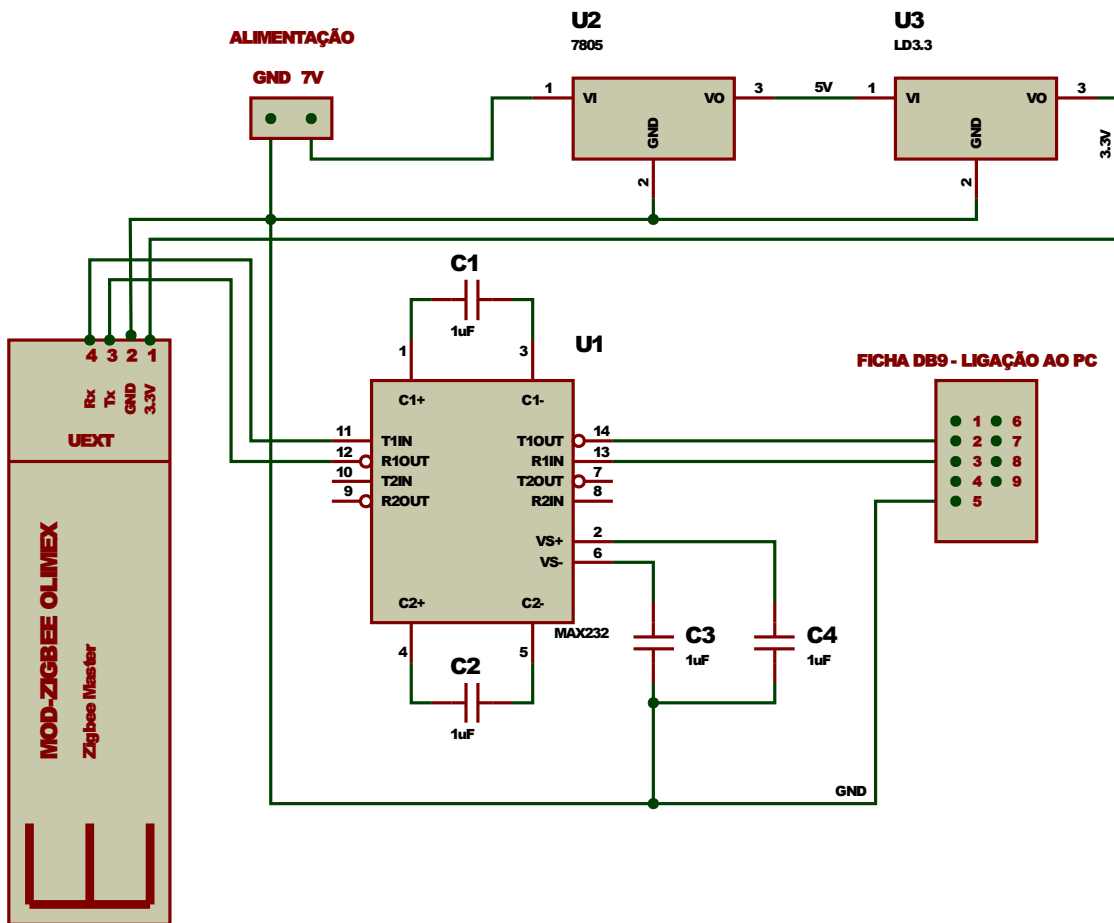 ALIMENTAÇÃO
GND 7V
U2
7805
1
VI
VO
3
GND
2
5V
U3
LD3.3
1
VI
VO
3
GND
2
3.3V
C1
1uF
4 3 2 1
Rx
Tx
GND
3.3V
UEXT
MOD-ZIGBEE OLIMEX
Zigbee Master
U1
1
3
C1+
C1-
11
T1IN
T1OUT
14
12
R1OUT
R1IN
13
10
T2IN
T2OUT
7
9
R2OUT
R2IN
8
VS+
2
VS-
6
C2+
C2-
MAX232
4
5
C2
1uF
C3
1uF
C4
1uF
FICHA DB9 - LIGAÇÃO AO PC
1 6
2 7
3 8
4 9
5
GND